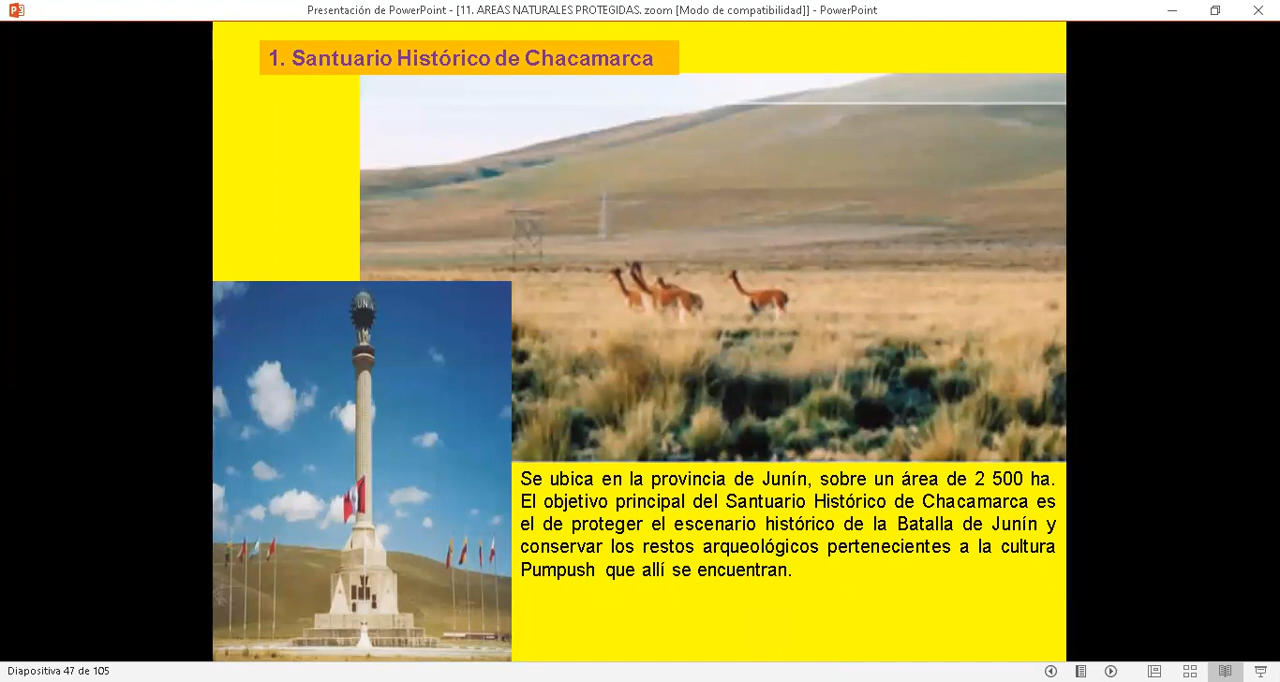 Presentación de PowerPoint - [11. AREAS NATURALES PROTEGIDAS. zoom [Modo de compatibilidad]] - PowerPoint
1. Santuario Histórico de Chacamarca
Se ubica en la provincia de Junín, sobre un área de 2 500 ha.
El objetivo principal del Santuario Histórico de Chacamarca es
el de proteger el escenario histórico de la Batalla de Junín y
conservar los restos arqueológicos pertenecientes a la cultura
Pumpush que allí se encuentran.
Diapositiva 47 de 105